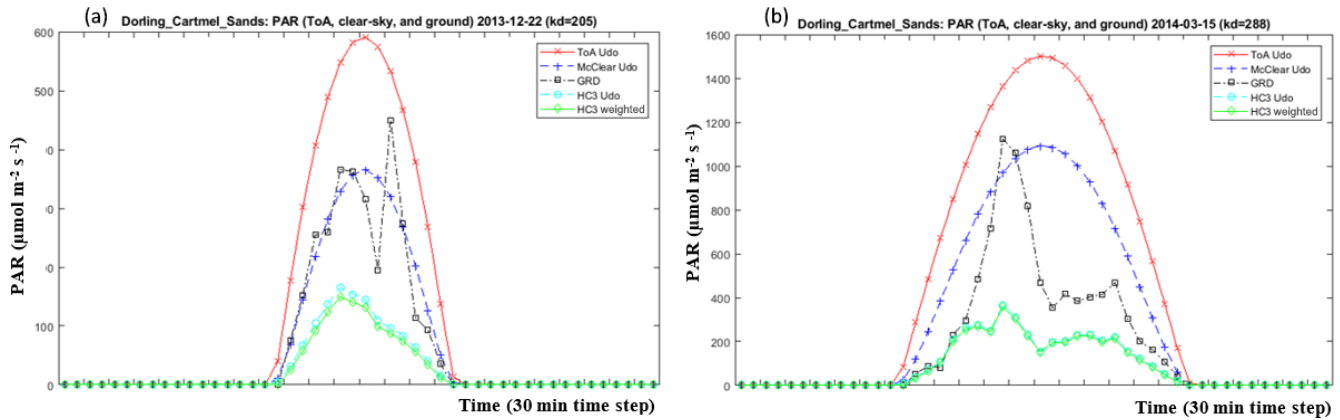 (a)
Dorling_Cartmel_Sands: PAR (ToA, clear-sky, and ground) 2013-12-22 (kd=205)
PAR (µmol m⁻² s⁻¹)
600
500
00
00
00
100
0
ToA Udo
McClear Udo
GRD
HC3 Udo
HC3 weighted
Time (30 min time step)
(b)
Dorling_Cartmel_Sands: PAR (ToA, clear-sky, and ground) 2014-03-15 (kd=288)
PAR (µmol m⁻² s⁻¹)
1600
1400
1200
1000
800
600
400
200
0
ToA Udo
McClear Udo
GRD
HC3 Udo
HC3 weighted
Time (30 min time step)